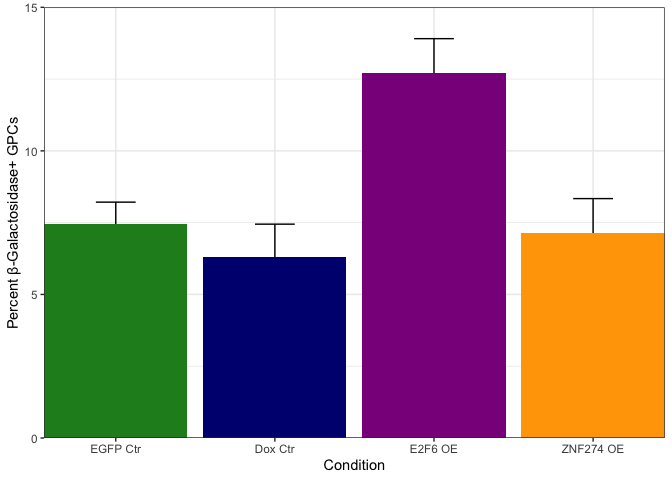 15
10
5
0
Percent β-Galactosidase+ GPCs
EGFP Ctr
Dox Ctr
E2F6 OE
ZNF274 OE
Condition